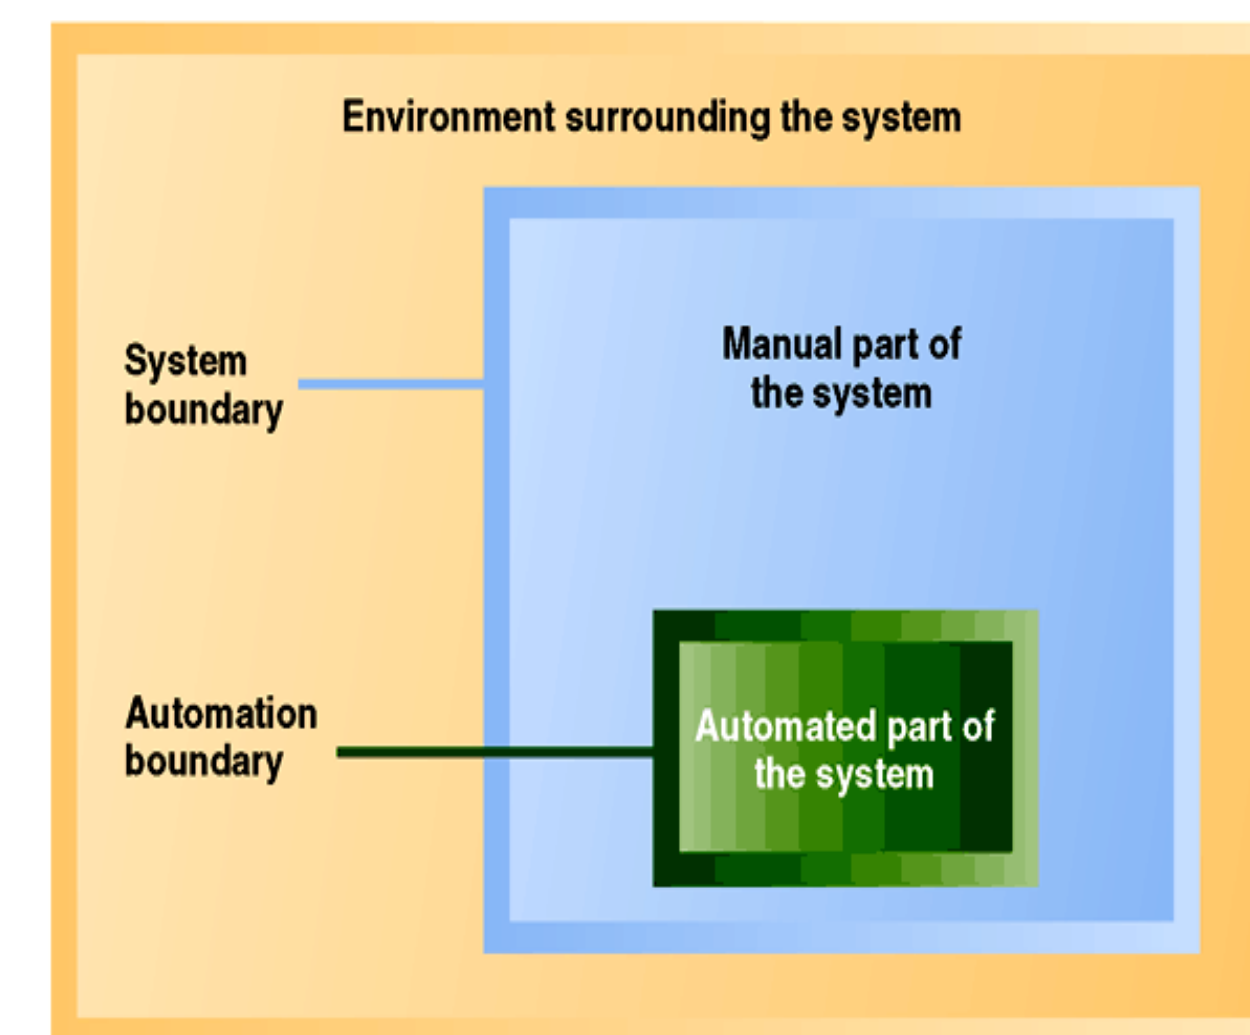 Environment surrounding the system
Manual part of
the system
System
boundary
Automation
boundary
Automated part of
the system